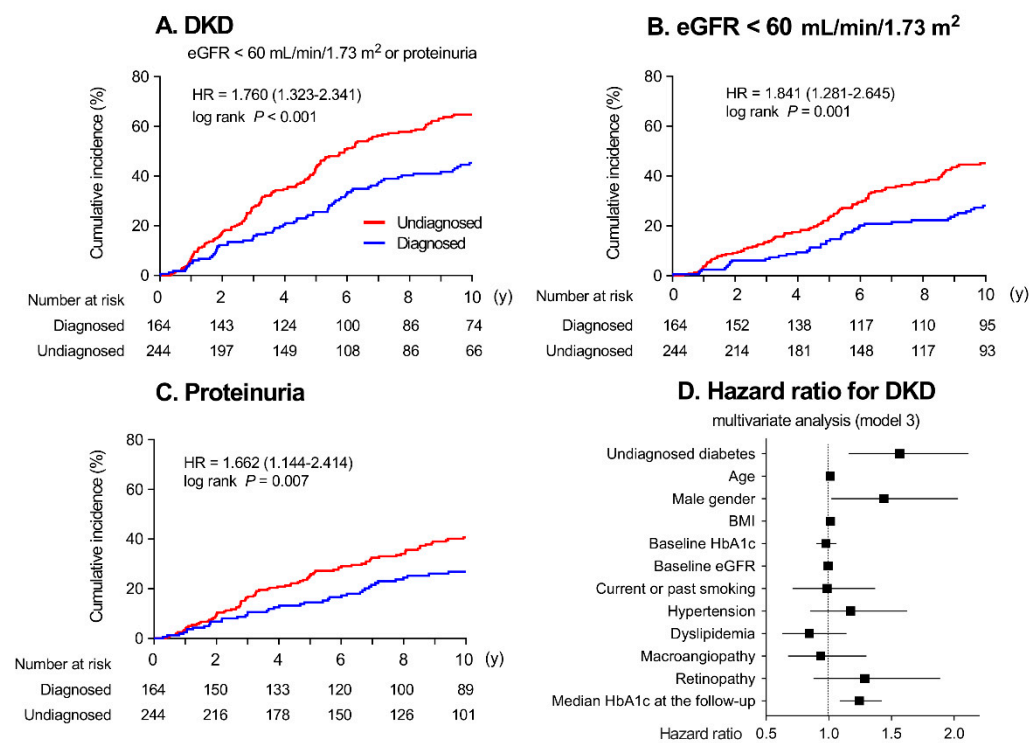 A. DKD
eGFR < 60 mL/min/1.73 m² or proteinuria
HR = 1.760 (1.323-2.341)
log rank P < 0.001
Cumulative incidence (%)
80
60
40
20
0
Undiagnosed
Diagnosed
0 2 4 6 8 10 (y)
Number at risk
Diagnosed 164 143 124 100 86 74
Undiagnosed 244 197 149 108 86 66
B. eGFR < 60 mL/min/1.73 m²
HR = 1.841 (1.281-2.645)
log rank P = 0.001
Cumulative incidence (%)
80
60
40
20
0
0 2 4 6 8 10 (y)
Number at risk
Diagnosed 164 152 138 117 110 95
Undiagnosed 244 214 181 148 117 93
C. Proteinuria
HR = 1.662 (1.144-2.414)
log rank P = 0.007
Cumulative incidence (%)
80
60
40
20
0
0 2 4 6 8 10 (y)
Number at risk
Diagnosed 164 150 133 120 100 89
Undiagnosed 244 216 178 150 126 101
D. Hazard ratio for DKD
multivariate analysis (model 3)
Undiagnosed diabetes
Age
Male gender
BMI
Baseline HbA1c
Baseline eGFR
Current or past smoking
Hypertension
Dyslipidemia
Macroangiopathy
Retinopathy
Median HbA1c at the follow-up
0.5 1.0 1.5 2.0
Hazard ratio